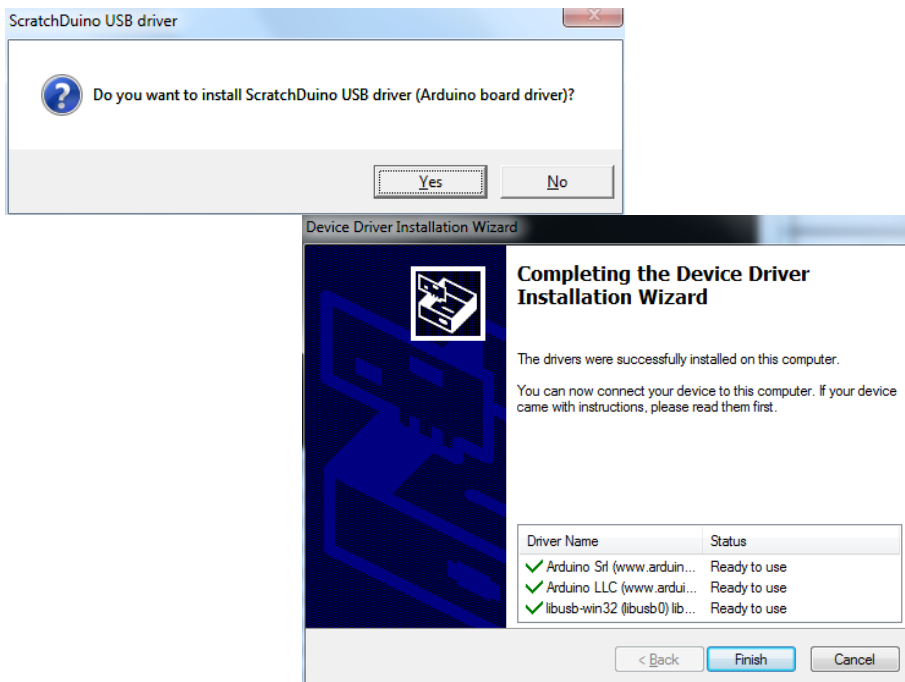 ScratchDuino USB driver
Do you want to install ScratchDuino USB driver (Arduino board driver)?
Yes
No
Device Driver Installation Wizard
Completing the Device Driver
Installation Wizard
The drivers were successfully installed on this computer.
You can now connect your device to this computer. If your device
came with instructions, please read them first.
Driver Name Status
Arduino Srl (www.arduin... Ready to use
Arduino LLC (www.ardui... Ready to use
libusb-win32 (libusb0) lib... Ready to use
< Back
Finish
Cancel